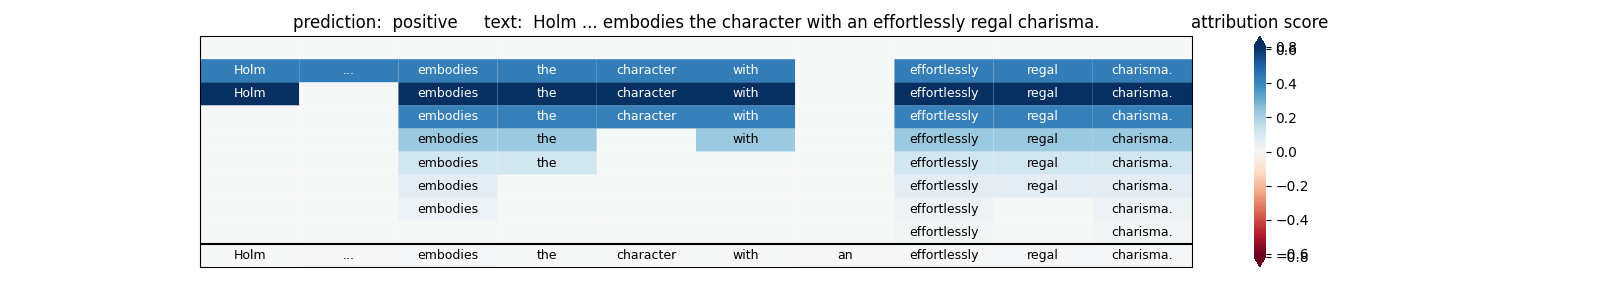 prediction:  positive     text:  Holm ... embodies the character with an effortlessly regal charisma.
attribution score
Holm ... embodies the character with effortlessly regal charisma.
Holm embodies the character with effortlessly regal charisma.
embodies the character with effortlessly regal charisma.
embodies the with effortlessly regal charisma.
embodies the effortlessly regal charisma.
embodies effortlessly regal charisma.
embodies effortlessly charisma.
effortlessly charisma.
Holm ... embodies the character with an effortlessly regal charisma.
0.8
0.6
0.4
0.2
0.0
−0.2
−0.4
−0.6
−0.8